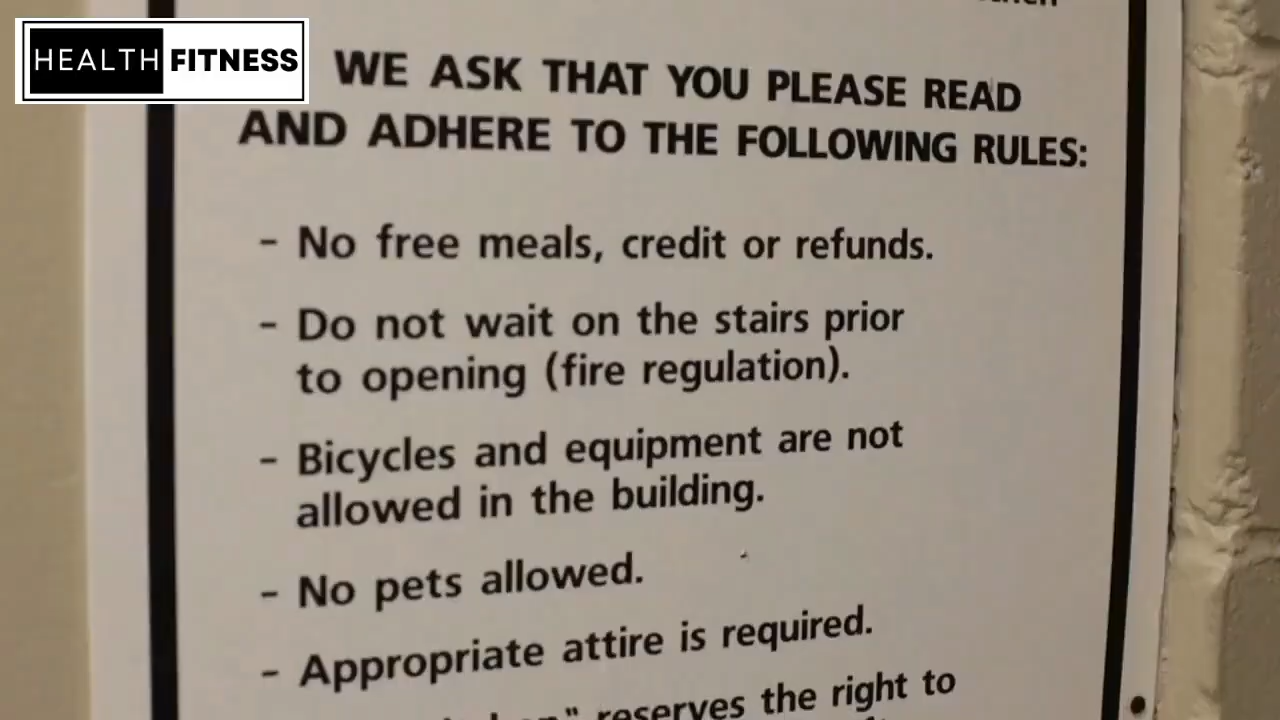 HEALTH FITNESS
WE ASK THAT YOU PLEASE READ
AND ADHERE TO THE FOLLOWING RULES:
- No free meals, credit or refunds.
- Do not wait on the stairs prior
to opening (fire regulation).
- Bicycles and equipment are not
allowed in the building.
- No pets allowed.
- Appropriate attire is required.
reserves the right to